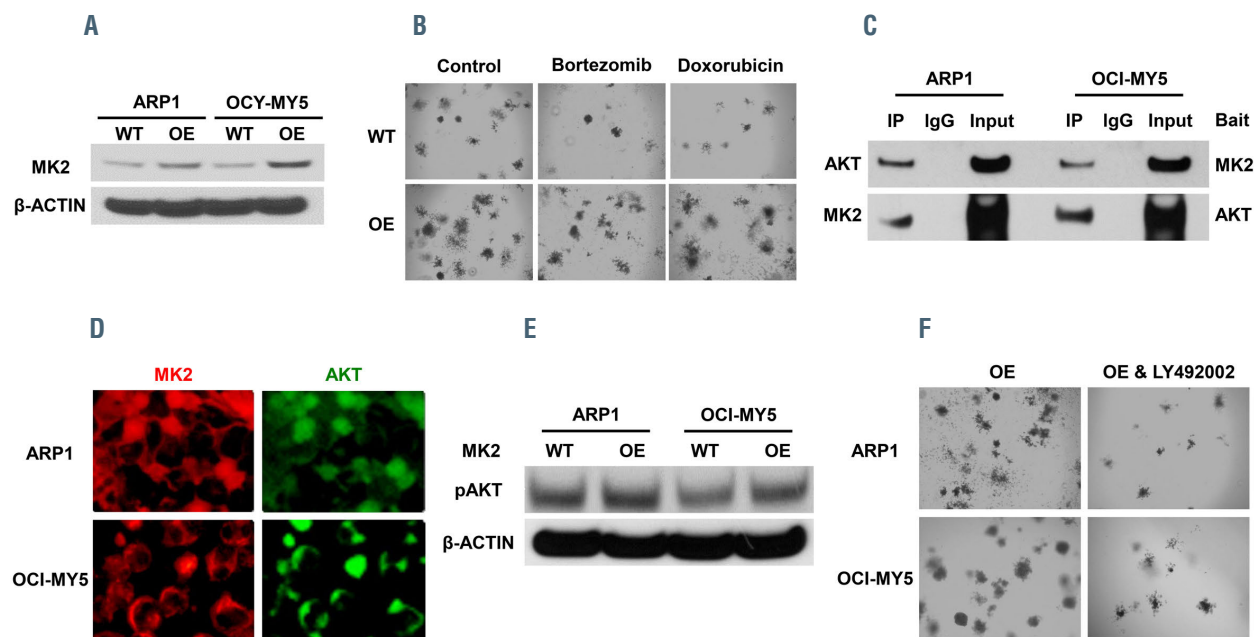 A
ARP1 OCY-MY5
WT OE WT OE
MK2
β-ACTIN
B
Control Bortezomib Doxorubicin
WT
OE
C
ARP1 OCI-MY5
IP IgG Input IP IgG Input Bait
AKT MK2
MK2 AKT
D
MK2 AKT
ARP1
OCI-MY5
E
ARP1 OCI-MY5
MK2 WT OE WT OE
pAKT
β-ACTIN
F
OE OE & LY492002
ARP1
OCI-MY5